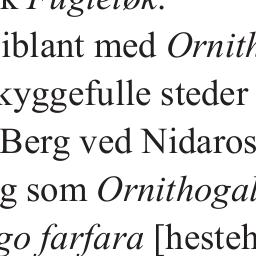 k Fugleløk.
iblant med Ornith
kyggefulle steder
Berg ved Nidaros
g som Ornithogal
go farfara [hesteh